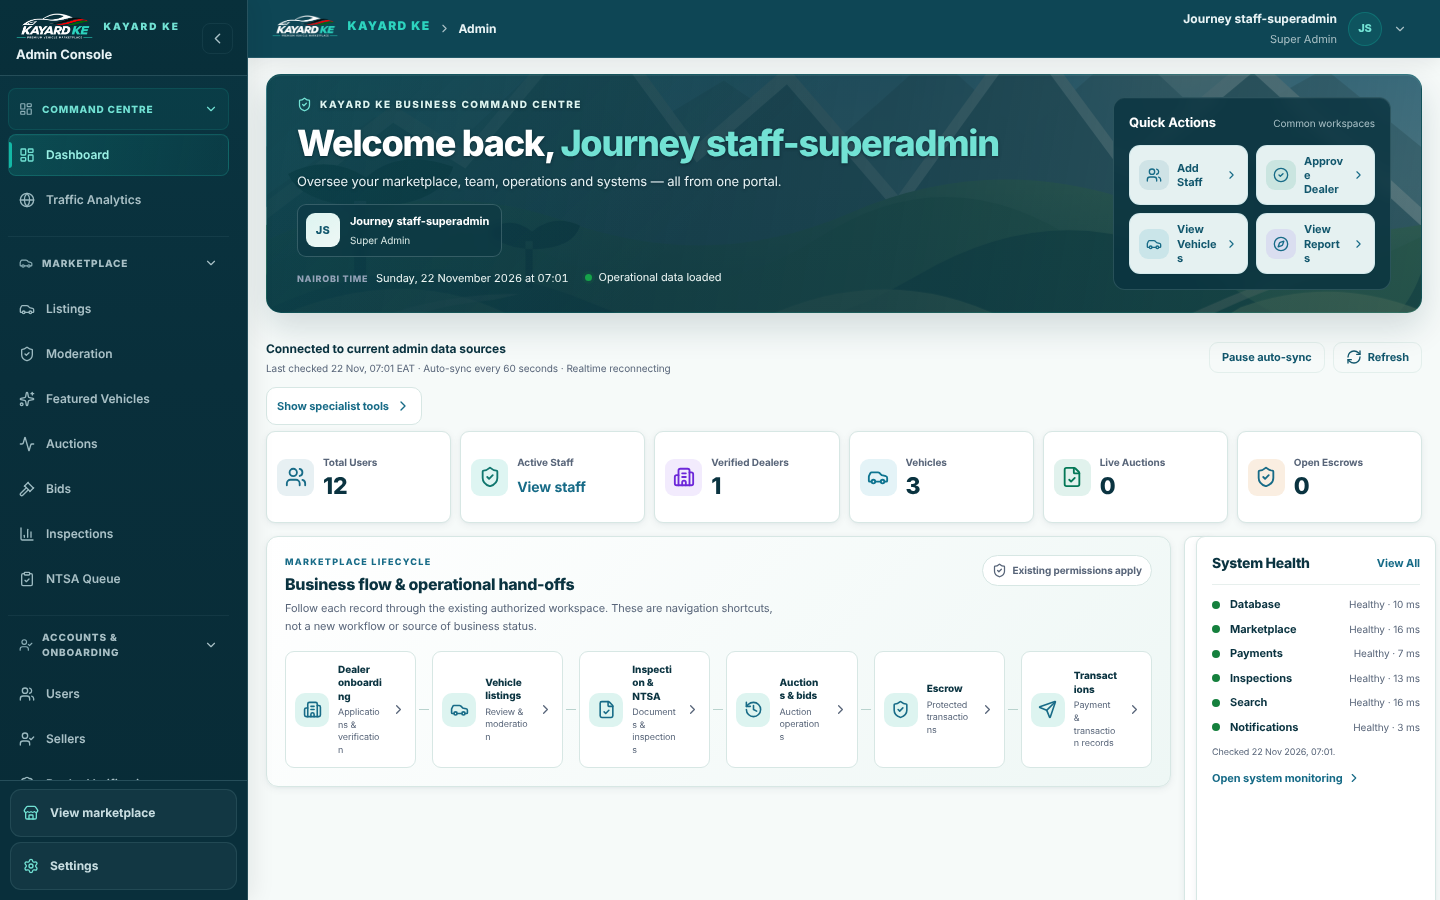 KAYARD KE
PREMIUM VEHICLE MARKETPLACE
KAYARD KE
Admin Console
COMMAND CENTRE
Dashboard
Traffic Analytics
MARKETPLACE
Listings
Moderation
Featured Vehicles
Auctions
Bids
Inspections
NTSA Queue
ACCOUNTS &
ONBOARDING
Users
Sellers
View marketplace
Settings
KAYARD KE
KAYARD KE
Admin
Journey staff-superadmin
Super Admin
JS
KAYARD KE BUSINESS COMMAND CENTRE
Welcome back, Journey staff-superadmin
Oversee your marketplace, team, operations and systems — all from one portal.
JS
Journey staff-superadmin
Super Admin
NAIROBI TIME Sunday, 22 November 2026 at 07:01
Operational data loaded
Quick Actions
Common workspaces
Add
Staff
Approv
e
Dealer
View
Vehicle
s
View
Report
s
Connected to current admin data sources
Last checked 22 Nov, 07:01 EAT · Auto-sync every 60 seconds · Realtime reconnecting
Pause auto-sync
Refresh
Show specialist tools
Total Users
12
Active Staff
View staff
Verified Dealers
1
Vehicles
3
Live Auctions
0
Open Escrows
0
MARKETPLACE LIFECYCLE
Business flow & operational hand-offs
Follow each record through the existing authorized workspace. These are navigation shortcuts,
not a new workflow or source of business status.
Existing permissions apply
Dealer
onboardi
ng
Applicatio
ns &
verificatio
n
Vehicle
listings
Review &
moderatio
n
Inspecti
on &
NTSA
Document
s &
inspection
s
Auction
s & bids
Auction
operation
s
Escrow
Protected
transactio
ns
Transact
ions
Payment
&
transactio
n records
System Health
View All
Database
Healthy · 10 ms
Marketplace
Healthy · 16 ms
Payments
Healthy · 7 ms
Inspections
Healthy · 13 ms
Search
Healthy · 16 ms
Notifications
Healthy · 3 ms
Checked 22 Nov 2026, 07:01.
Open system monitoring